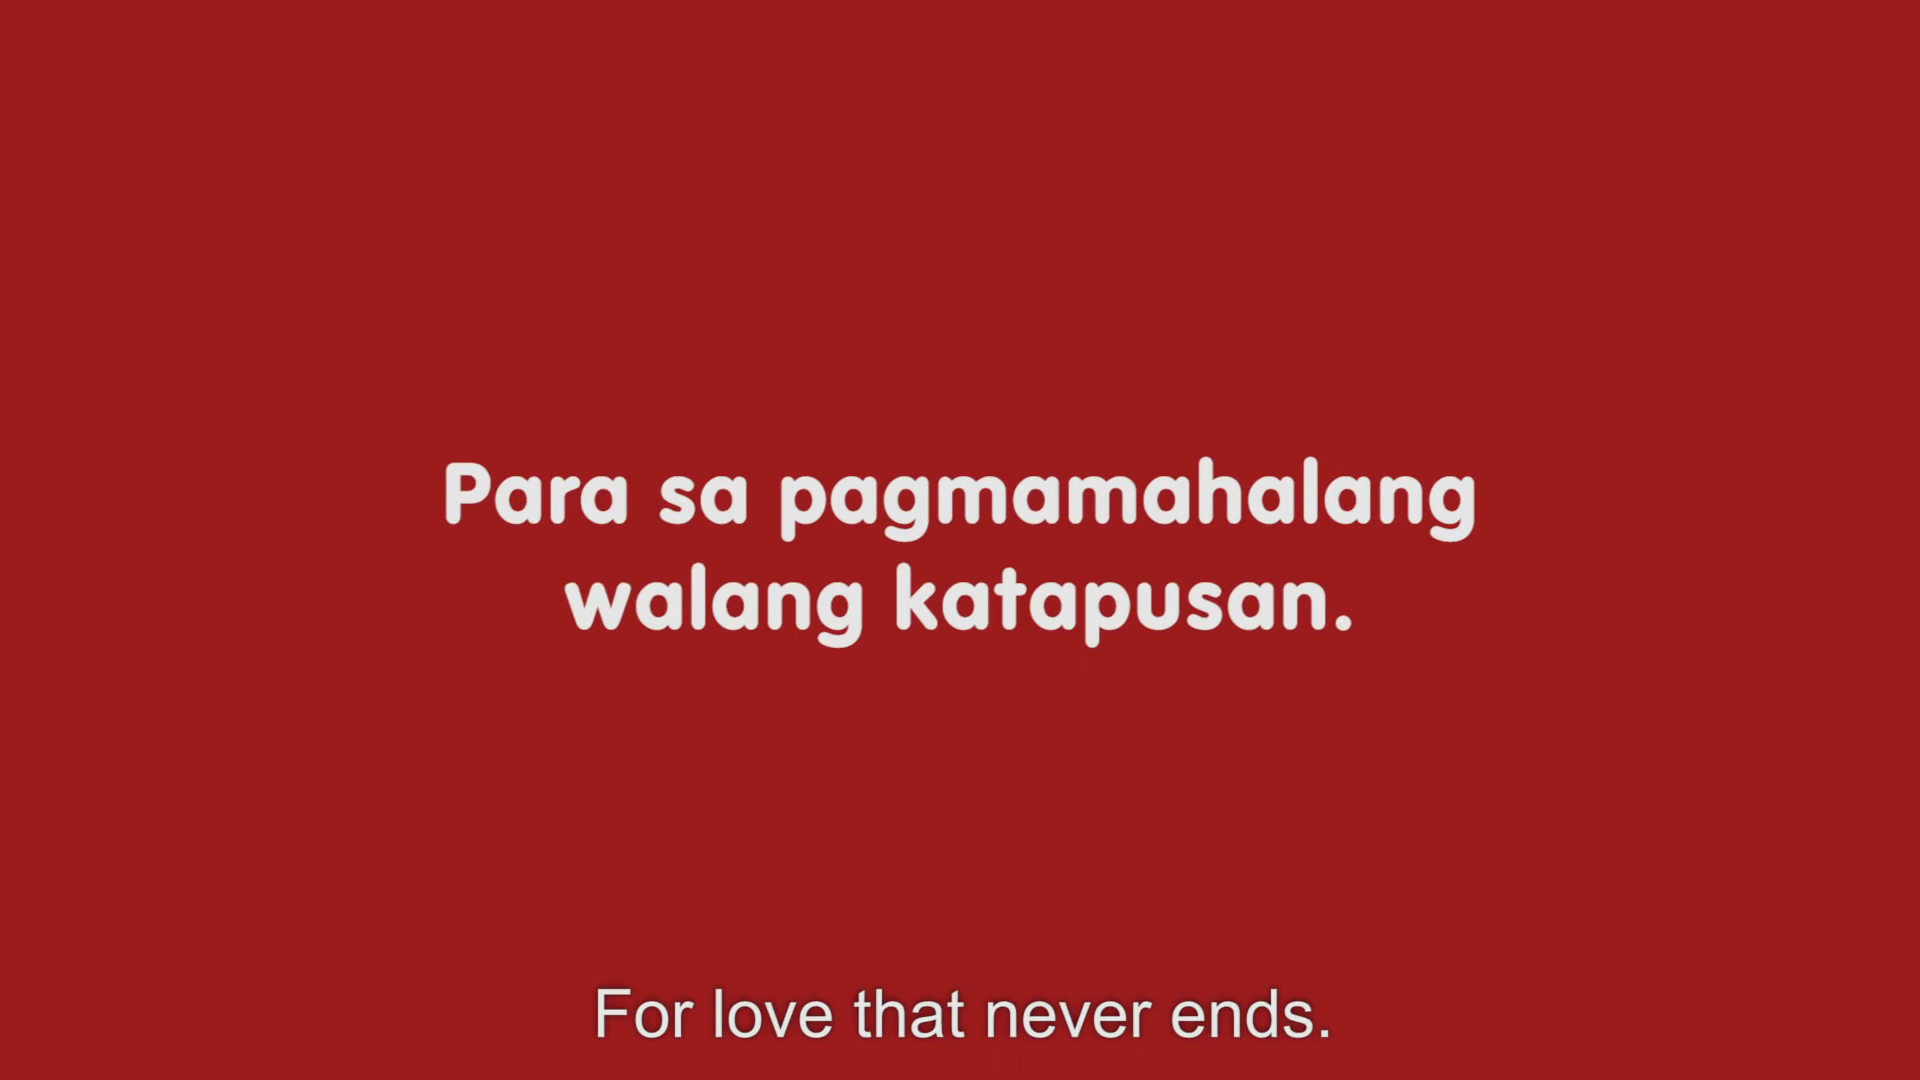 Para sa pagmamahalang
walang katapusan.
For love that never ends.